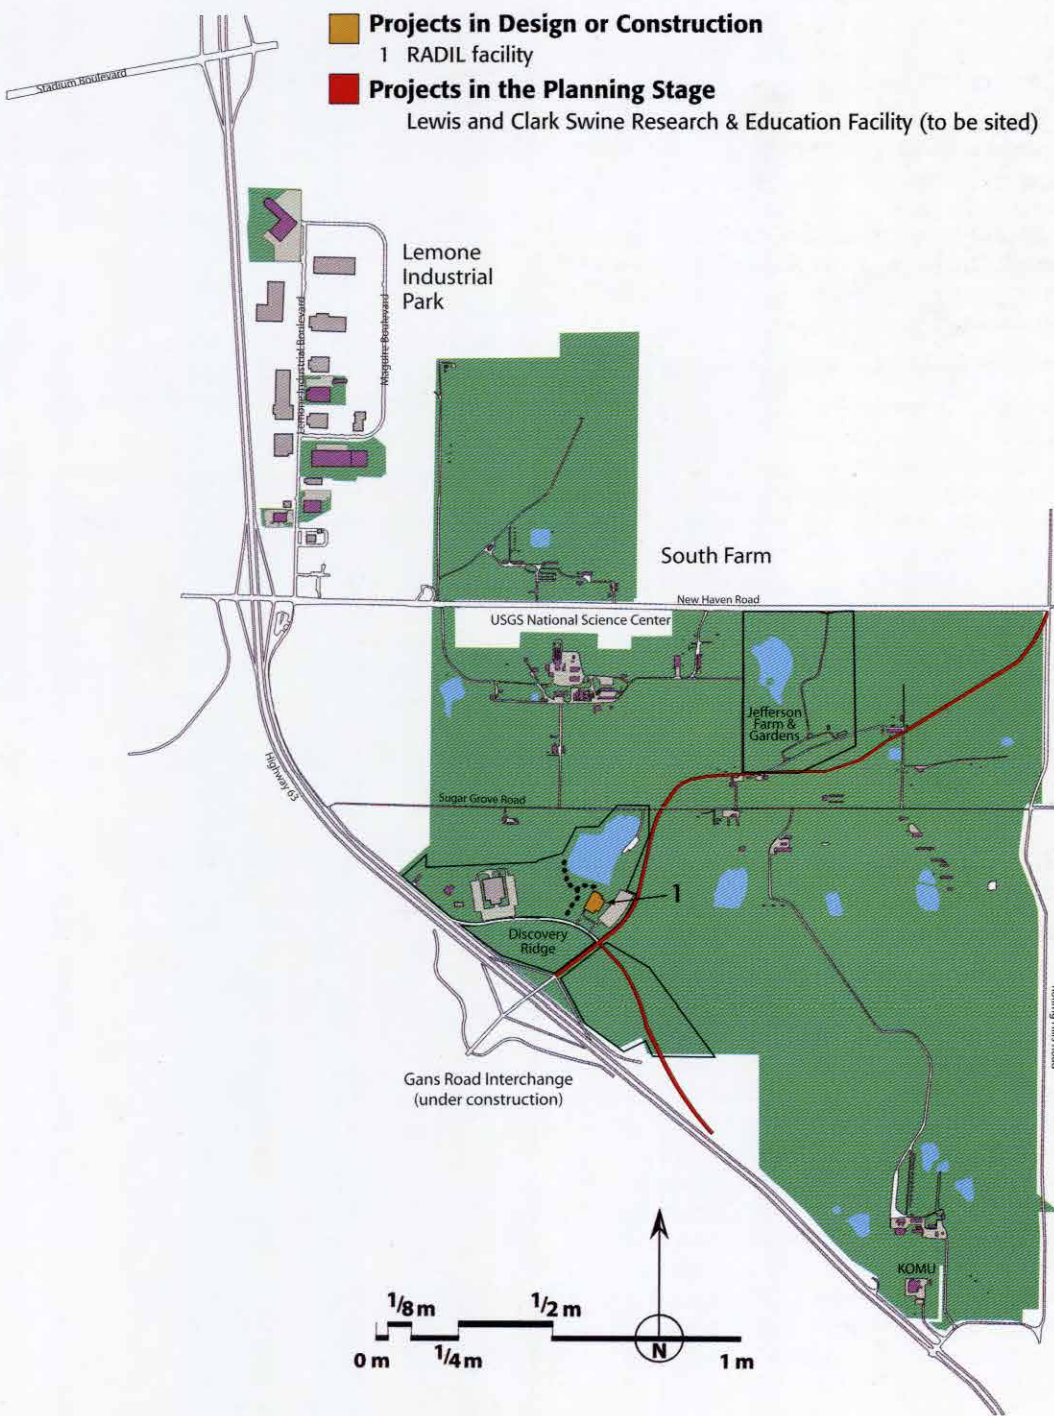 Projects in Design or Construction
1 RADIL facility
Projects in the Planning Stage
Lewis and Clark Swine Research & Education Facility (to be sited)
Stadium Boulevard
Lemone
Industrial
Park
Lemone Industrial Boulevard
Maguire Boulevard
South Farm
New Haven Road
USGS National Science Center
Jefferson
Farm &
Gardens
Highway 63
Sugar Grove Road
1
Discovery
Ridge
Gans Road Interchange
(under construction)
KOMU
1/8 m
1/2 m
0 m
1/4 m
N
1 m